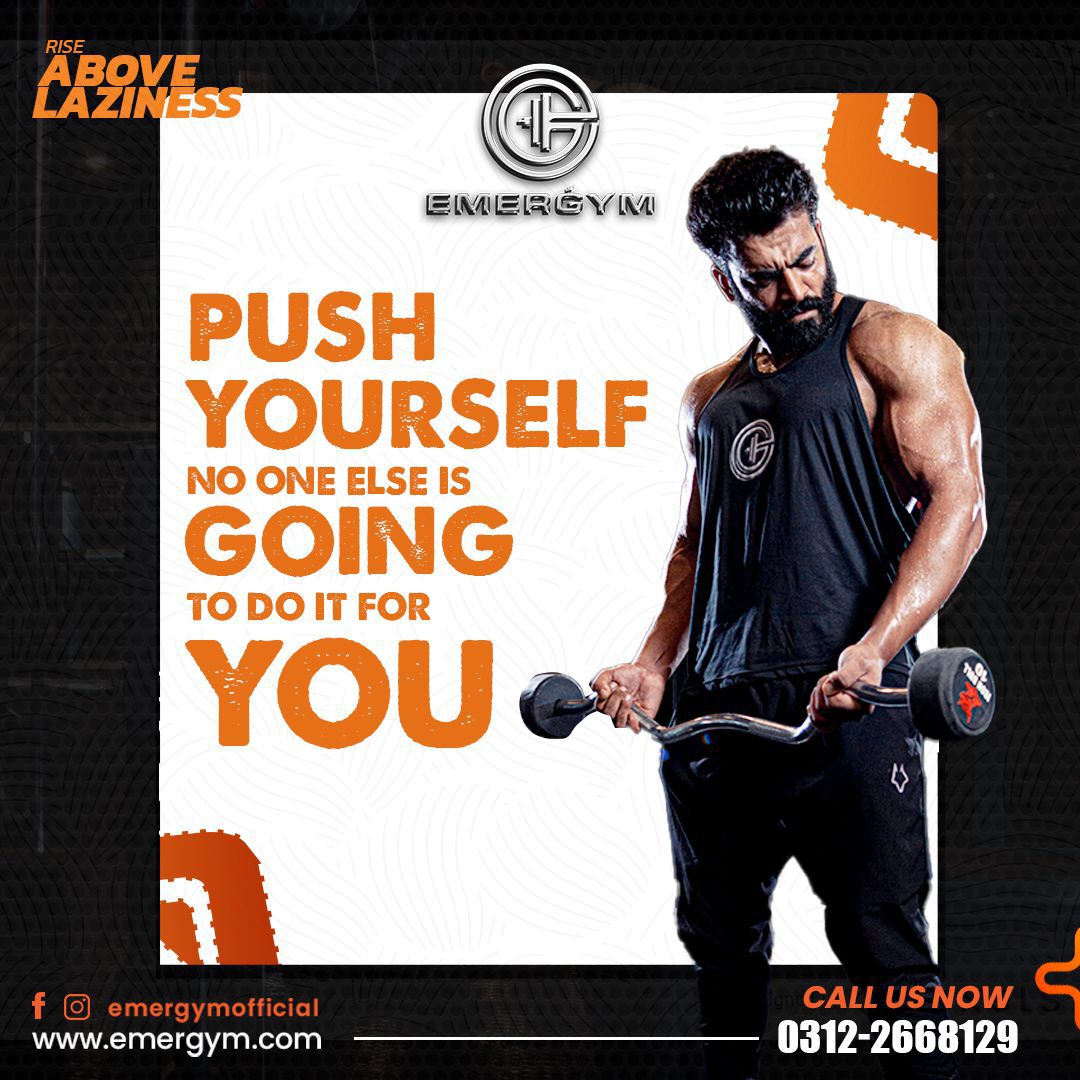 RISE
ABOVE
LAZINESS
EMERGYM
PUSH
YOURSELF
NO ONE ELSE IS
GOING
TO DO IT FOR
YOU
emergymofficial
www.emergym.com
CALL US NOW
0312-2668129